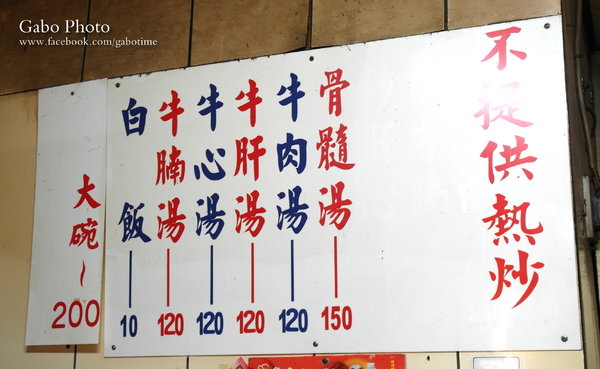 Gabo Photo
www.facebook.com/gabotime
不提供熱炒
骨髓湯 150
牛肉湯 120
牛肝湯 120
牛心湯 120
牛腩湯 120
白飯 10
大碗~200